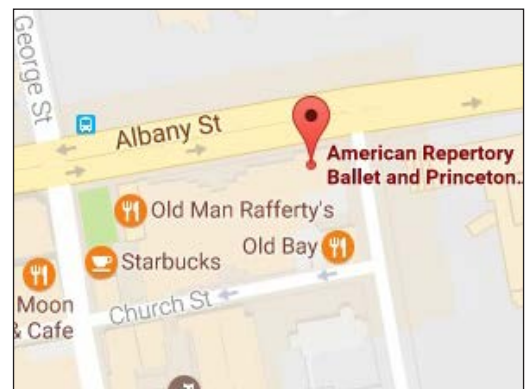 George St
Albany St
American Repertory
Ballet and Princeton..
Old Man Rafferty's
Old Bay
Starbucks
Moon
& Cafe
Church St